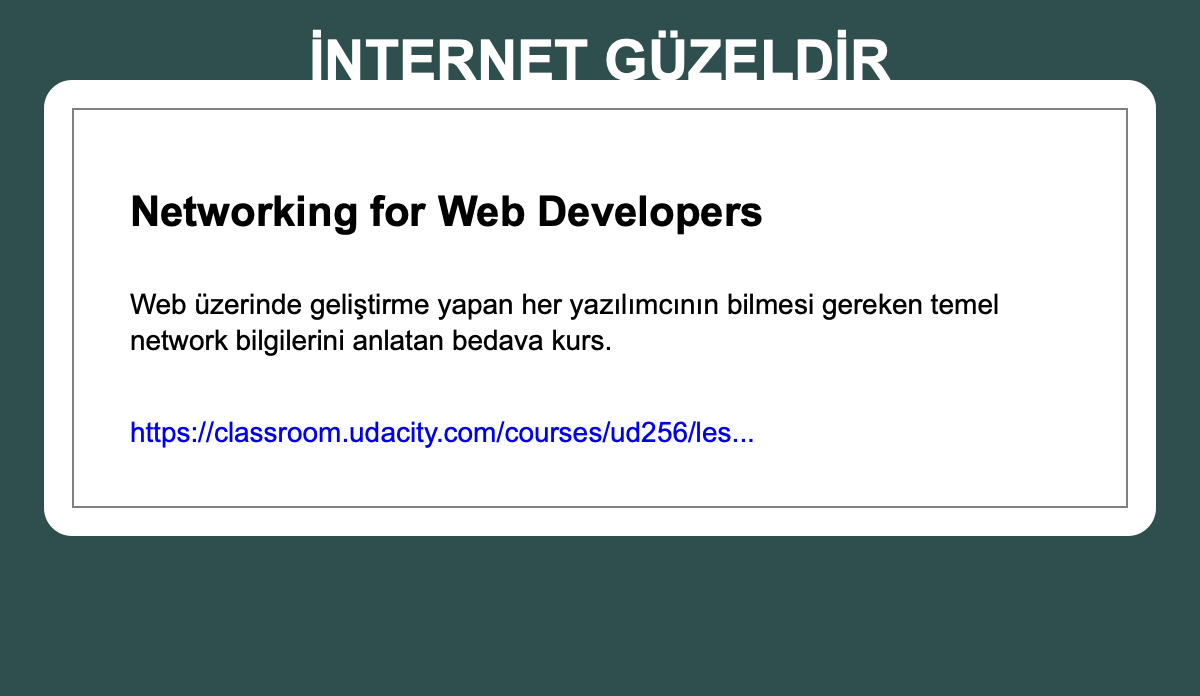 İNTERNET GÜZELDİR
Networking for Web Developers
Web üzerinde geliştirme yapan her yazılımcının bilmesi gereken temel
network bilgilerini anlatan bedava kurs.
https://classroom.udacity.com/courses/ud256/les...